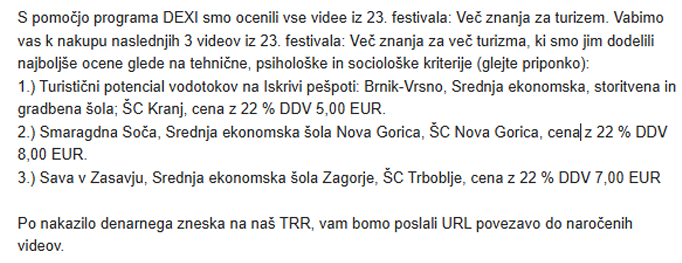 S pomočjo programa DEXI smo ocenili vse videe iz 23. festivala: Več znanja za turizem. Vabimo
vas k nakupu naslednjih 3 videov iz 23. festivala: Več znanja za več turizma, ki smo jim dodelili
najboljše ocene glede na tehnične, psihološke in sociološke kriterije (glejte priponko):
1.) Turistični potencial vodotokov na Iskrivi pešpoti: Brnik-Vrsno, Srednja ekonomska, storitvena in
gradbena šola; ŠC Kranj, cena z 22 % DDV 5,00 EUR.
2.) Smaragdna Soča, Srednja ekonomska šola Nova Gorica, ŠC Nova Gorica, cena z 22 % DDV
8,00 EUR.
3.) Sava v Zasavju, Srednja ekonomska šola Zagorje, ŠC Trboblje, cena z 22 % DDV 7,00 EUR
Po nakazilo denarnega zneska na naš TRR, vam bomo poslali URL povezavo do naročenih
videov.